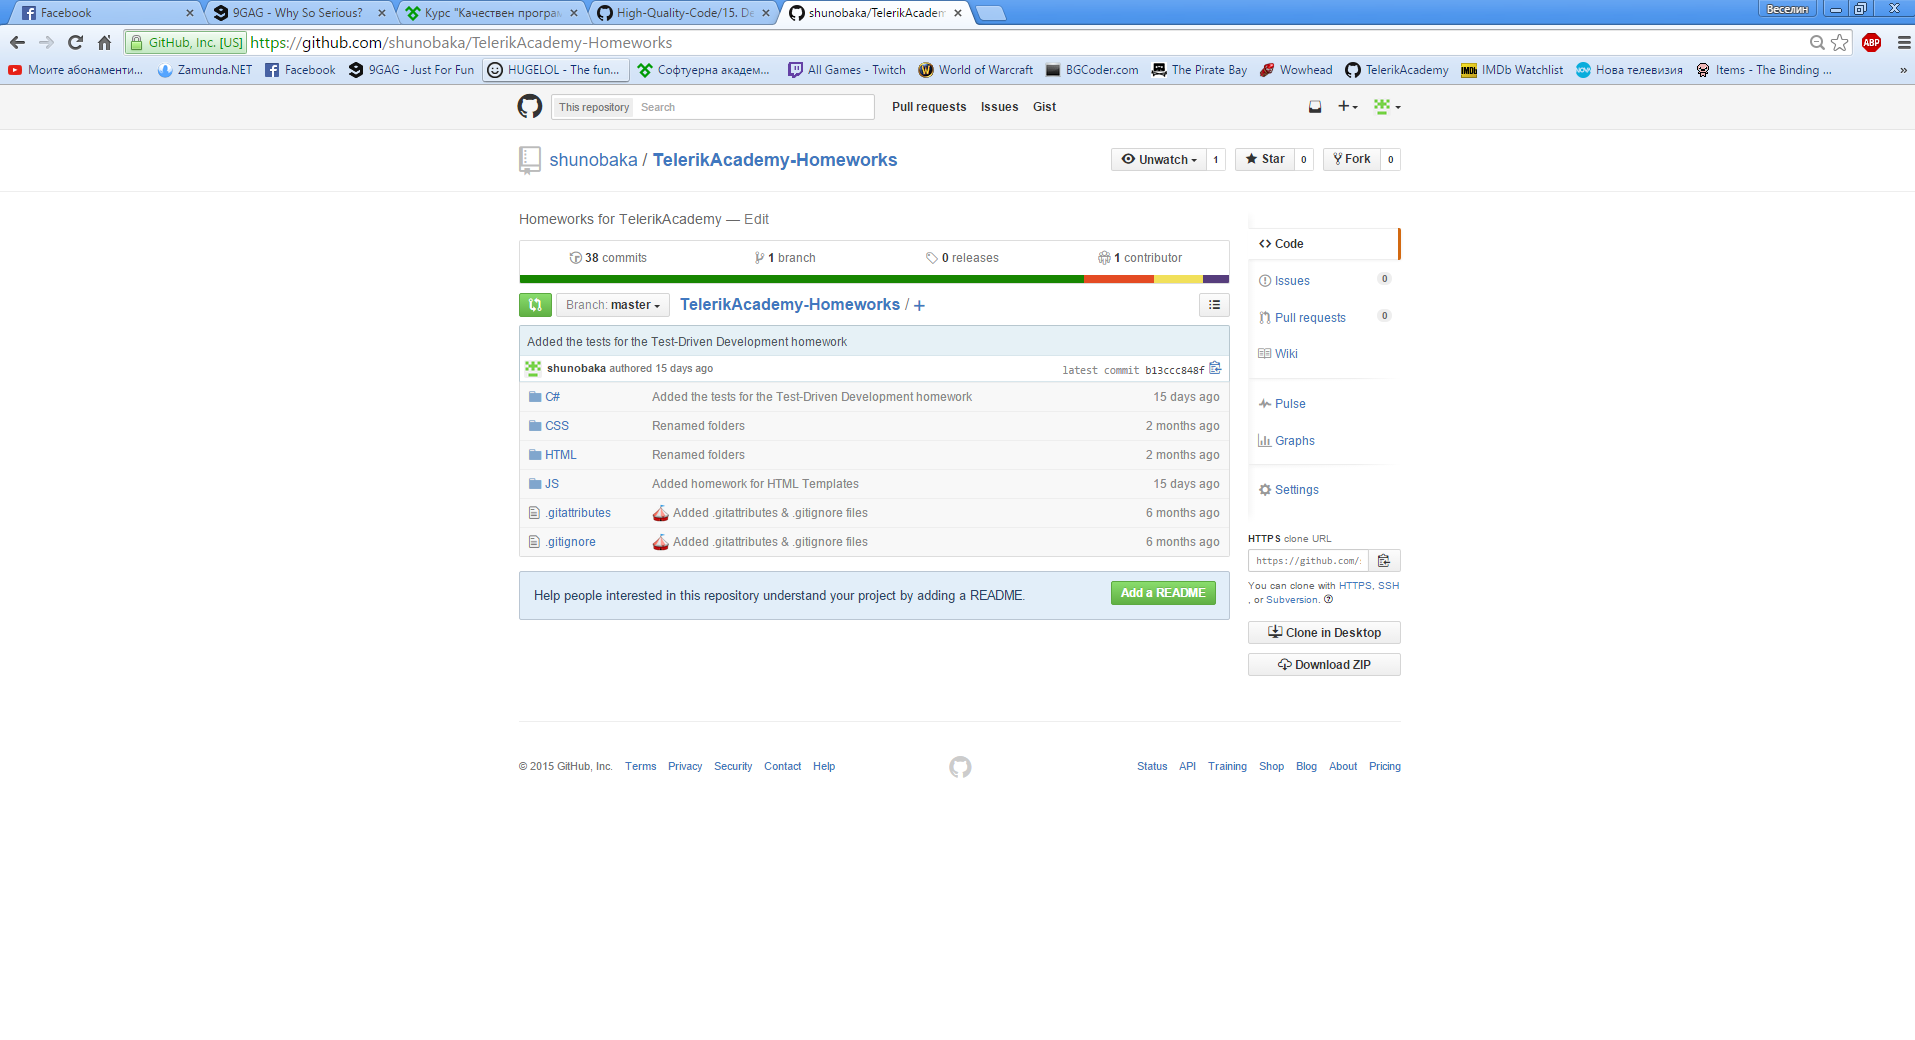 Facebook
9GAG - Why So Serious?
Курс "Качествен програм
High-Quality-Code/15. De
shunobaka/TelerikAcadem
Веселин
GitHub, Inc. [US] https://github.com/shunobaka/TelerikAcademy-Homeworks
ABP
Моите абонаменти... Zamunda.NET Facebook 9GAG - Just For Fun HUGELOL - The fun... Софтуерна академ... All Games - Twitch World of Warcraft BGCoder.com The Pirate Bay Wowhead TelerikAcademy IMDb IMDb Watchlist NOVA Нова телевизия Items - The Binding ... »
This repository Search Pull requests Issues Gist
shunobaka / TelerikAcademy-Homeworks
Unwatch 1 Star 0 Fork 0
Homeworks for TelerikAcademy — Edit
38 commits 1 branch 0 releases 1 contributor
Branch: master TelerikAcademy-Homeworks / +
Added the tests for the Test-Driven Development homework
shunobaka authored 15 days ago latest commit b13ccc848f
C# Added the tests for the Test-Driven Development homework 15 days ago
CSS Renamed folders 2 months ago
HTML Renamed folders 2 months ago
JS Added homework for HTML Templates 15 days ago
.gitattributes Added .gitattributes & .gitignore files 6 months ago
.gitignore Added .gitattributes & .gitignore files 6 months ago
Help people interested in this repository understand your project by adding a README. Add a README
Code
Issues 0
Pull requests 0
Wiki
Pulse
Graphs
Settings
HTTPS clone URL
https://github.com/
You can clone with HTTPS, SSH
, or Subversion.
Clone in Desktop
Download ZIP
© 2015 GitHub, Inc. Terms Privacy Security Contact Help
Status API Training Shop Blog About Pricing